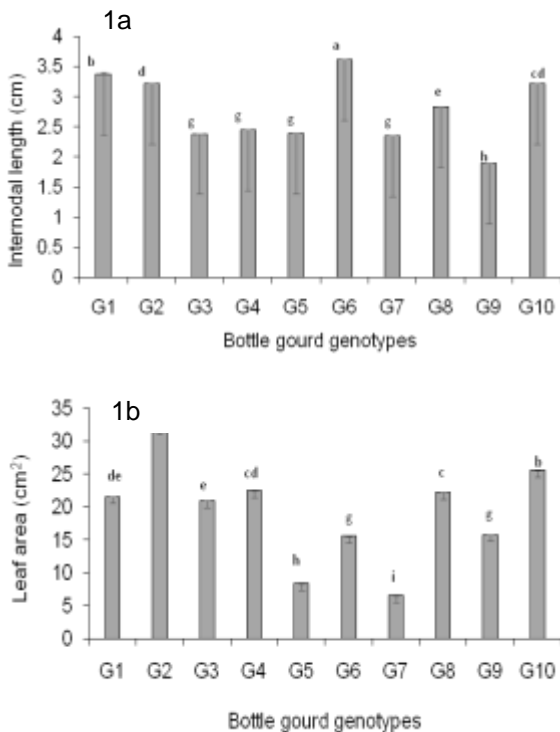 1a
Internodal length (cm)
4
3.5
3
2.5
2
1.5
1
0.5
0
b
d
g
g
g
a
g
e
h
cd
G1 G2 G3 G4 G5 G6 G7 G8 G9 G10
Bottle gourd genotypes
1b
Leaf area (cm²)
35
30
25
20
15
10
5
0
de
e
cd
h
g
i
c
g
b
G1 G2 G3 G4 G5 G6 G7 G8 G9 G10
Bottle gourd genotypes